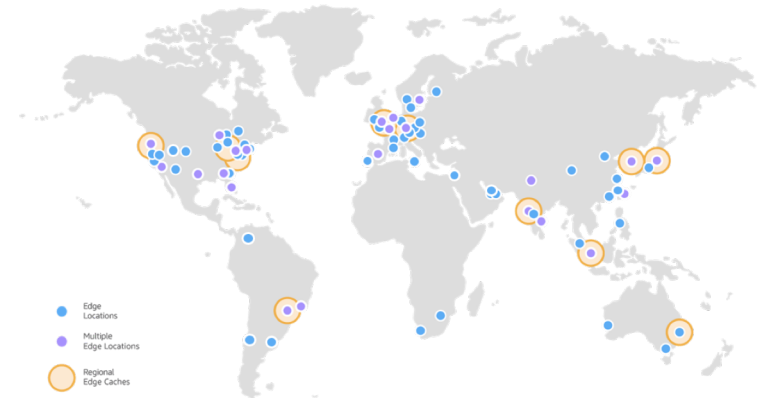 Edge
Locations
Multiple
Edge Locations
Regional
Edge Caches